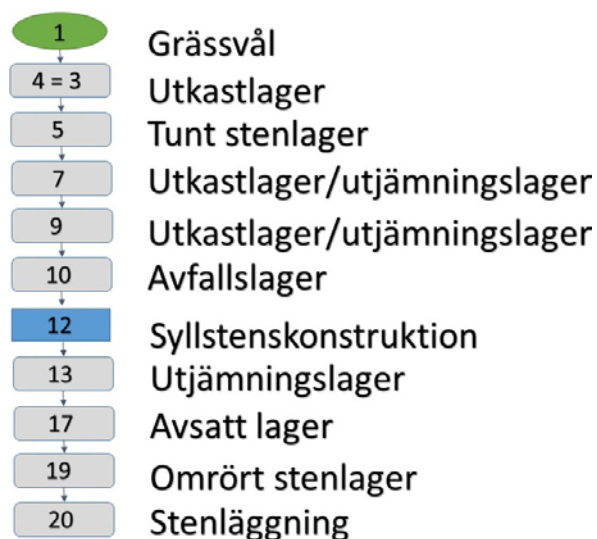 1 Grässvål
4 = 3 Utkastlager
5 Tunt stenlager
7 Utkastlager/utjämningslager
9 Utkastlager/utjämningslager
10 Avfallslager
12 Syllstenskonstruktion
13 Utjämningslager
17 Avsatt lager
19 Omrört stenlager
20 Stenläggning